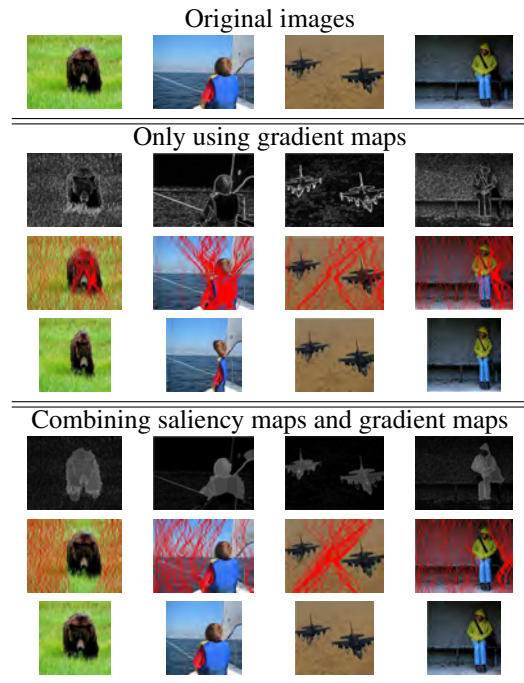 Original images
Only using gradient maps
Combining saliency maps and gradient maps